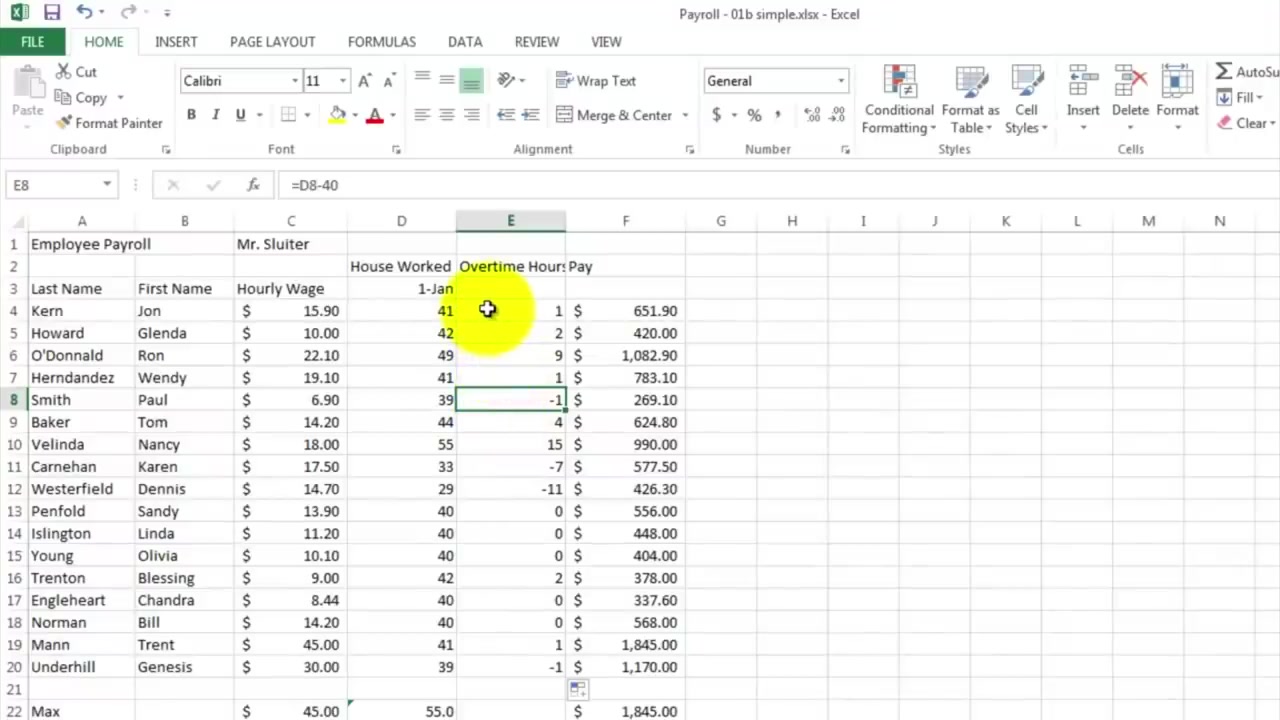 Payroll - 01b simple.xlsx - Excel
FILE HOME INSERT PAGE LAYOUT FORMULAS DATA REVIEW VIEW
Paste Cut Copy Format Painter
Calibri 11
B I U A
Wrap Text
Merge & Center
General
$ % ,
Conditional Formatting Format as Table Cell Styles
Insert Delete Format
AutoSu
Fill
Clear
Clipboard Font Alignment Number Styles Cells
E8 fx =D8-40
A B C D E F G H I J K L M N
1 Employee Payroll Mr. Sluiter
2 House Worked Overtime Hours Pay
3 Last Name First Name Hourly Wage 1-Jan
4 Kern Jon $ 15.90 41 1 $ 651.90
5 Howard Glenda $ 10.00 42 2 $ 420.00
6 O'Donnald Ron $ 22.10 49 9 $ 1,082.90
7 Herndandez Wendy $ 19.10 41 1 $ 783.10
8 Smith Paul $ 6.90 39 -1 $ 269.10
9 Baker Tom $ 14.20 44 4 $ 624.80
10 Velinda Nancy $ 18.00 55 15 $ 990.00
11 Carnehan Karen $ 17.50 33 -7 $ 577.50
12 Westerfield Dennis $ 14.70 29 -11 $ 426.30
13 Penfold Sandy $ 13.90 40 0 $ 556.00
14 Islington Linda $ 11.20 40 0 $ 448.00
15 Young Olivia $ 10.10 40 0 $ 404.00
16 Trenton Blessing $ 9.00 42 2 $ 378.00
17 Engleheart Chandra $ 8.44 40 0 $ 337.60
18 Norman Bill $ 14.20 40 0 $ 568.00
19 Mann Trent $ 45.00 41 1 $ 1,845.00
20 Underhill Genesis $ 30.00 39 -1 $ 1,170.00
21
22 Max $ 45.00 55.0 $ 1,845.00